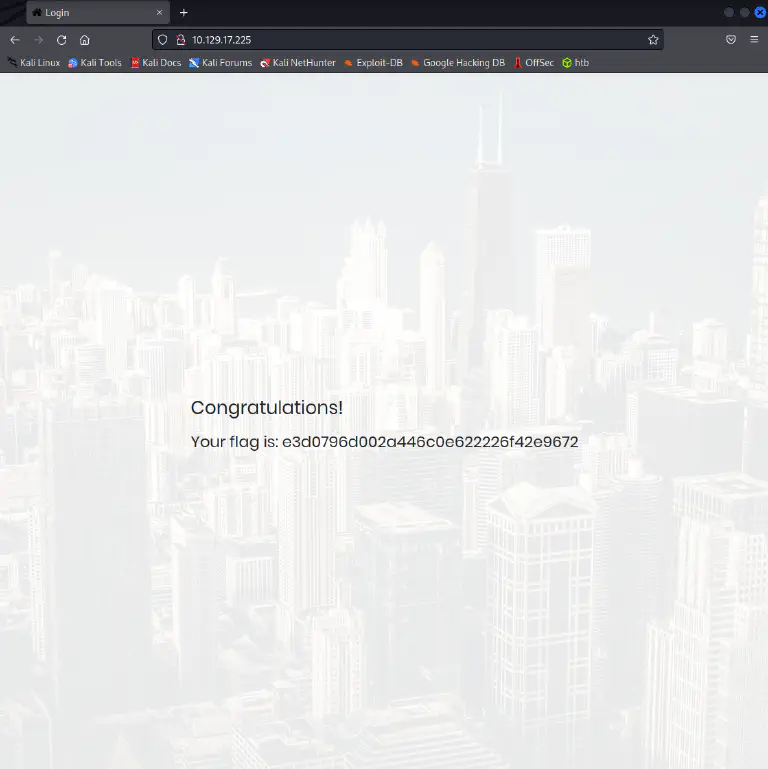 Login
10.129.17.225
Kali Linux Kali Tools Kali Docs Kali Forums Kali NetHunter Exploit-DB Google Hacking DB OffSec htb
Congratulations!
Your flag is: e3d0796d002a446c0e622226f42e9672